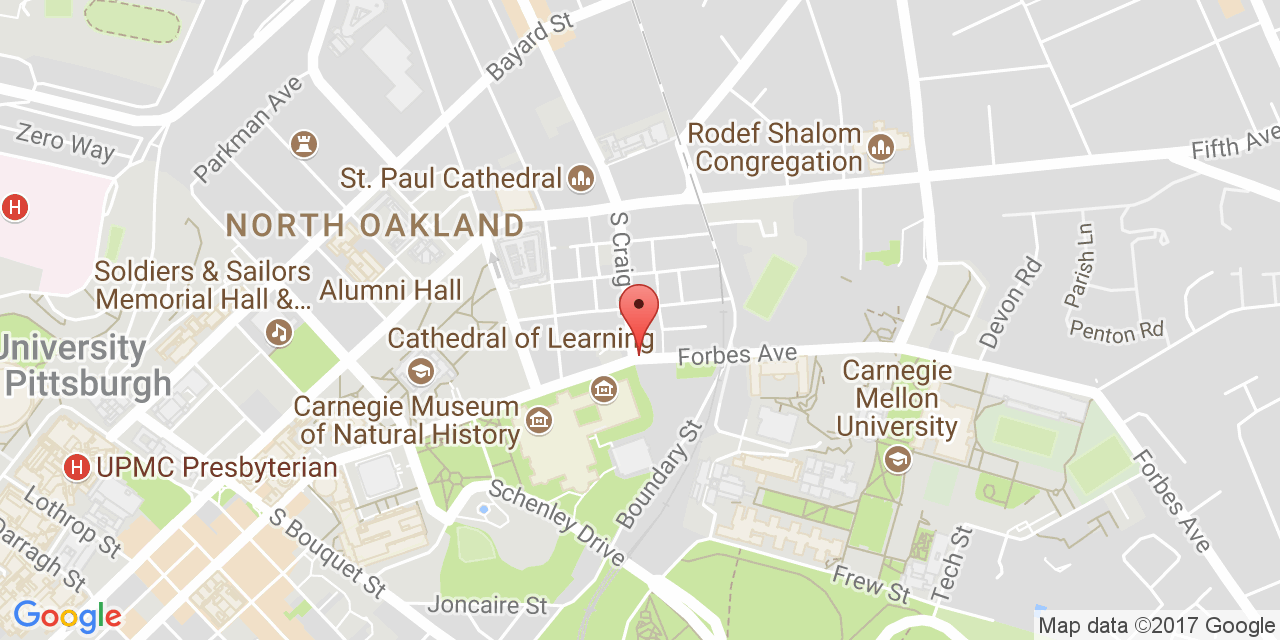 Bayard St
Parkman Ave
Zero Way
Rodef Shalom
Congregation
Fifth Ave
H
St. Paul Cathedral
NORTH OAKLAND
S Craig
Parish Ln
Devon Rd
Soldiers & Sailors
Memorial Hall &...
Alumni Hall
Penton Rd
Cathedral of Learning
Forbes Ave
University
Pittsburgh
Carnegie
Mellon
University
Carnegie Museum
of Natural History
H UPMC Presbyterian
Boundary St
Forbes Ave
Schenley Drive
Lothrop St
Darragh St
S Bouquet St
Tech St
Frew St
Joncaire St
Google
Map data ©2017 Google